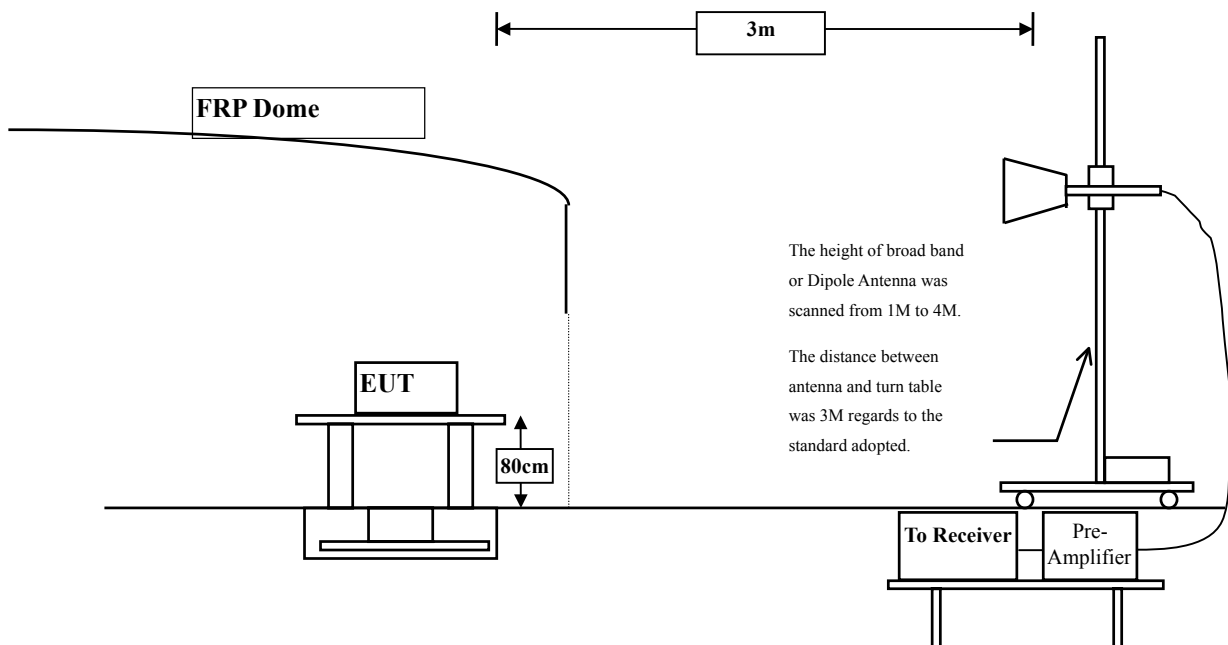 3m
FRP Dome
The height of broad band
or Dipole Antenna was
scanned from 1M to 4M.
The distance between
antenna and turn table
was 3M regards to the
standard adopted.
EUT
80cm
To Receiver
Pre-
Amplifier